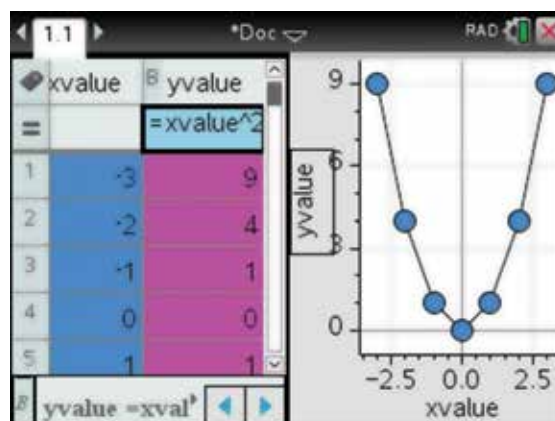 1.1 *Doc RAD
xvalue B yvalue
= =xvalue^2
1 -3 9
2 -2 4
3 -1 1
4 0 0
5 1 1
B yvalue =xval
9
6
3
0
yvalue
-2.5 0.0 2.5
xvalue